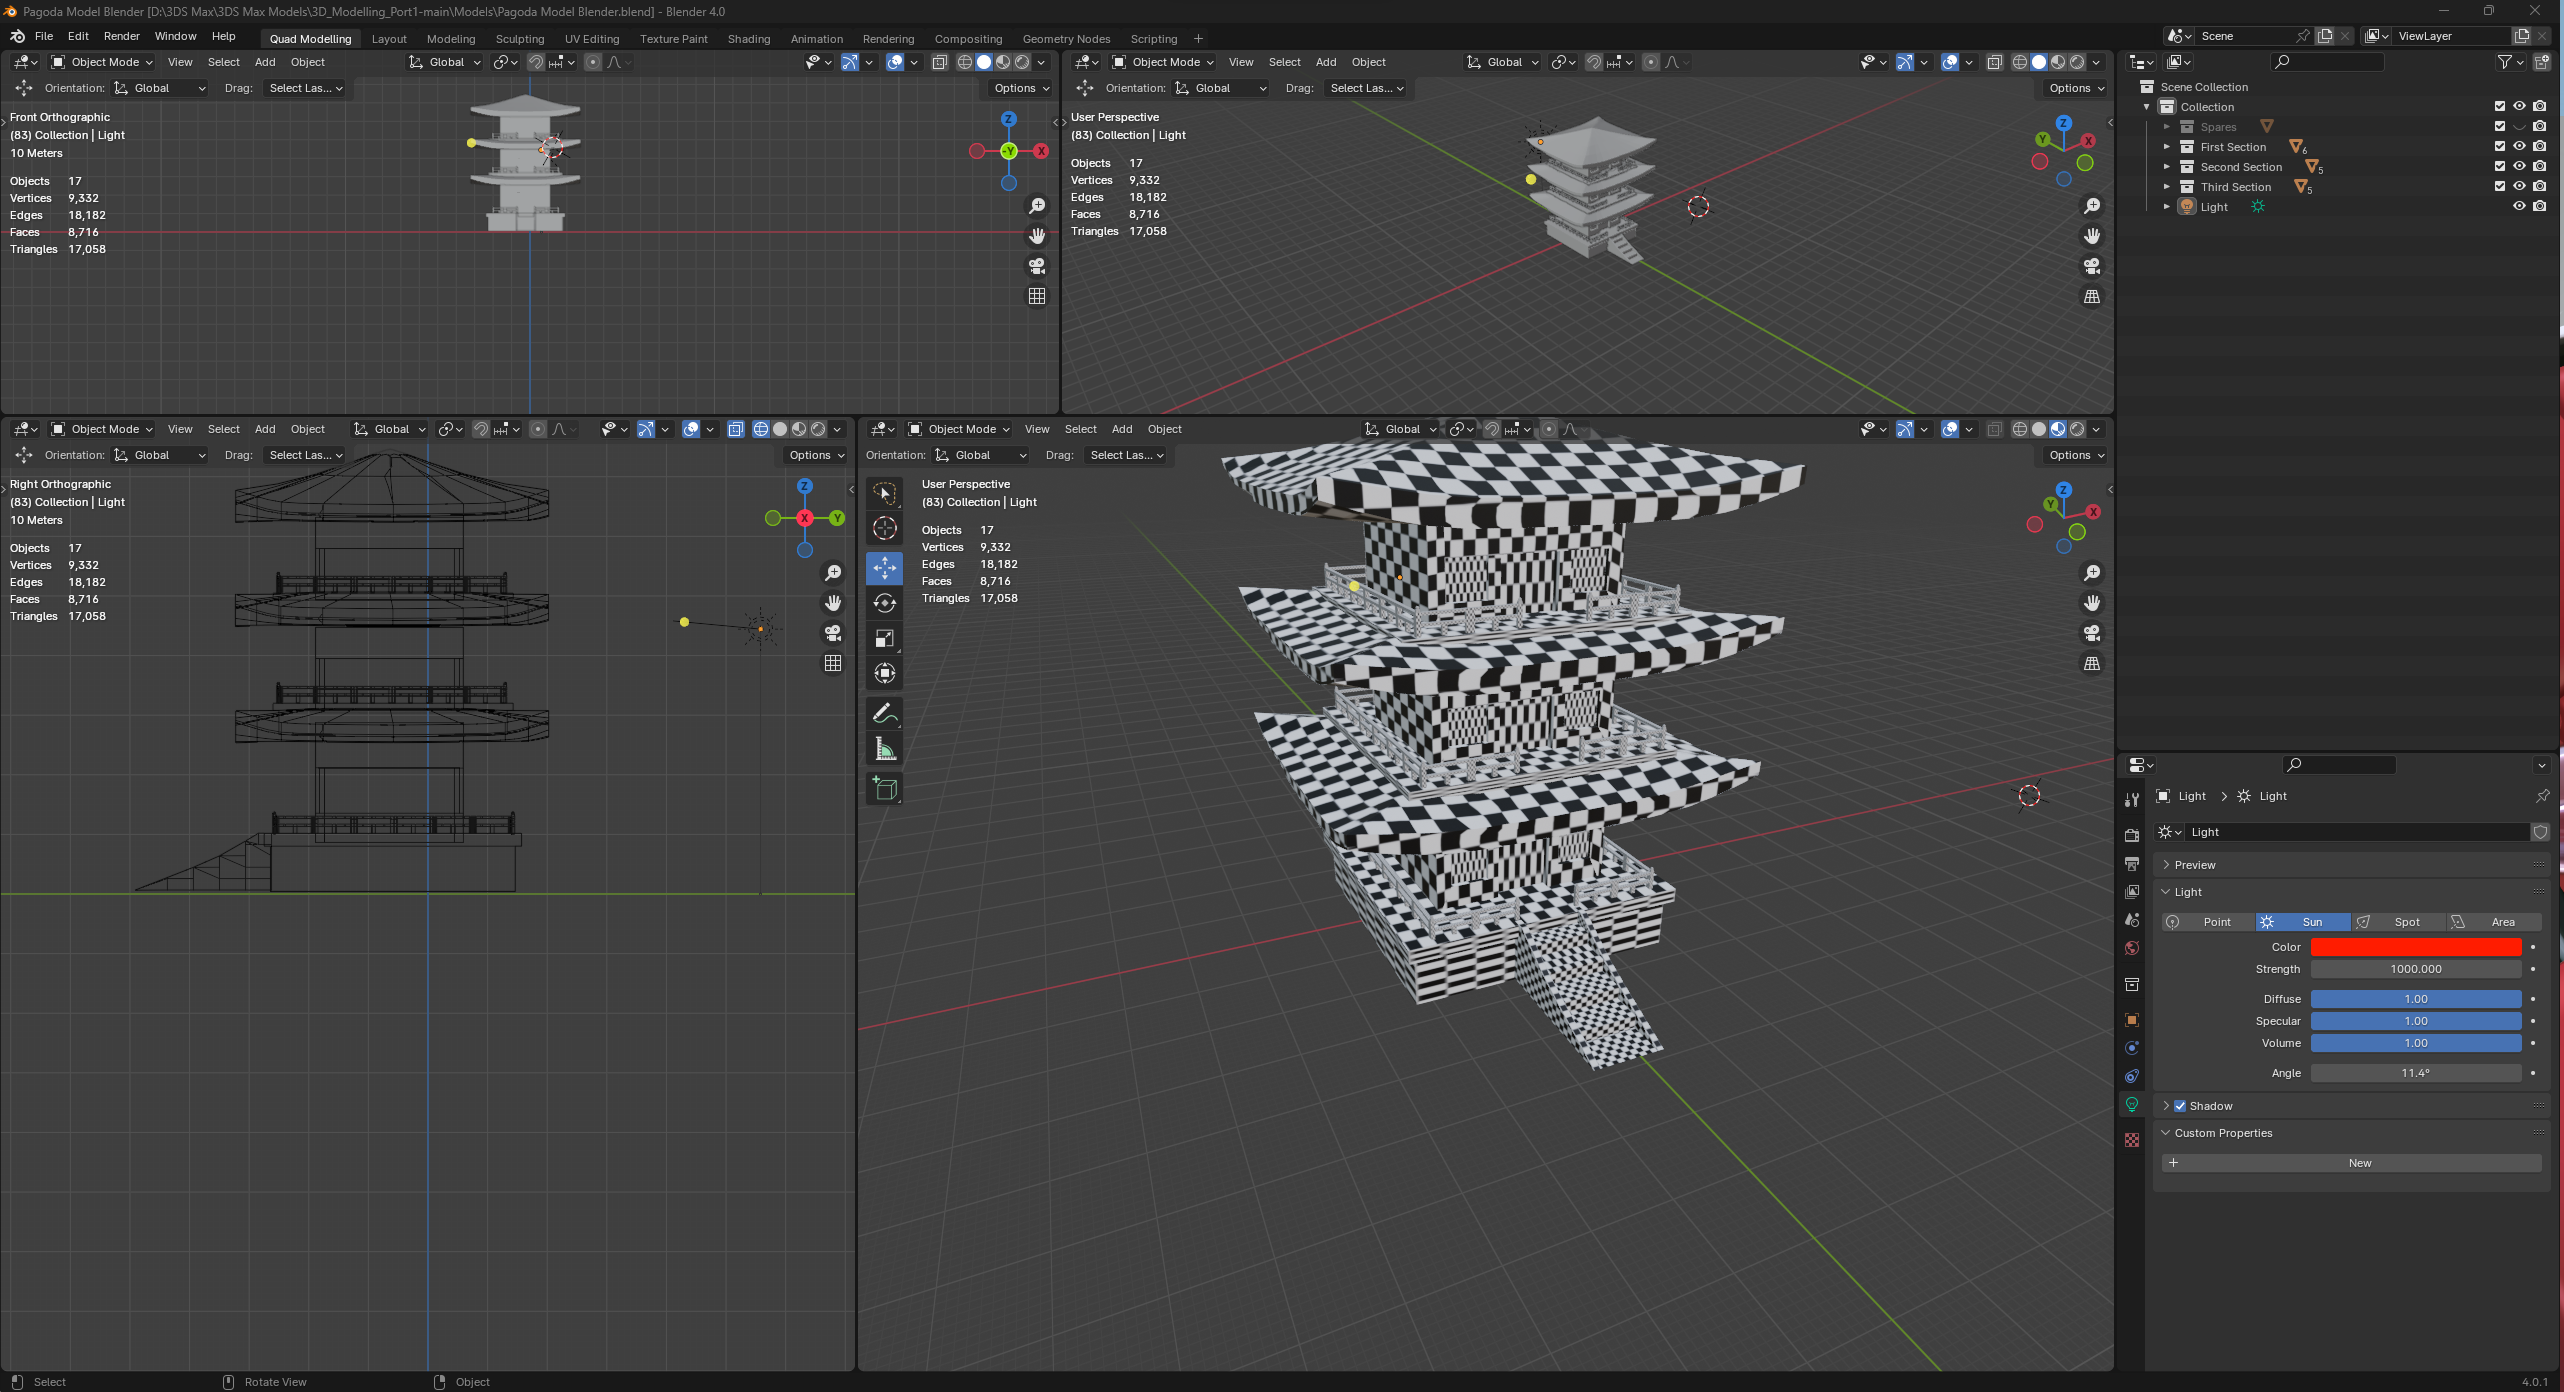 Pagoda Model Blender [D:\3DS Max\3DS Max Models\3D_Modelling_Port1-main\Models\Pagoda Model Blender.blend] - Blender 4.0
File Edit Render Window Help Quad Modelling Layout Modeling Sculpting UV Editing Texture Paint Shading Animation Rendering Compositing Geometry Nodes Scripting + Scene ViewLayer
Object Mode View Select Add Object Global
Orientation: Global Drag: Select Las... Options
Front Orthographic
(83) Collection | Light
10 Meters
Objects 17
Vertices 9,332
Edges 18,182
Faces 8,716
Triangles 17,058
Z
-Y
X
Object Mode View Select Add Object Global
Orientation: Global Drag: Select Las... Options
User Perspective
(83) Collection | Light
Objects 17
Vertices 9,332
Edges 18,182
Faces 8,716
Triangles 17,058
Z
Y
X
Object Mode View Select Add Object Global
Orientation: Global Drag: Select Las... Options
Right Orthographic
(83) Collection | Light
10 Meters
Objects 17
Vertices 9,332
Edges 18,182
Faces 8,716
Triangles 17,058
Z
X
Y
Object Mode View Select Add Object Global
Orientation: Global Drag: Select Las... Options
User Perspective
(83) Collection | Light
Objects 17
Vertices 9,332
Edges 18,182
Faces 8,716
Triangles 17,058
Z
Y
X
Scene Collection
Collection
Spares
First Section 6
Second Section 5
Third Section 5
Light
Light > Light
Light
Preview
Light
Point Sun Spot Area
Color
Strength 1000.000
Diffuse 1.00
Specular 1.00
Volume 1.00
Angle 11.4°
Shadow
Custom Properties
+ New
Select Rotate View Object 4.0.1